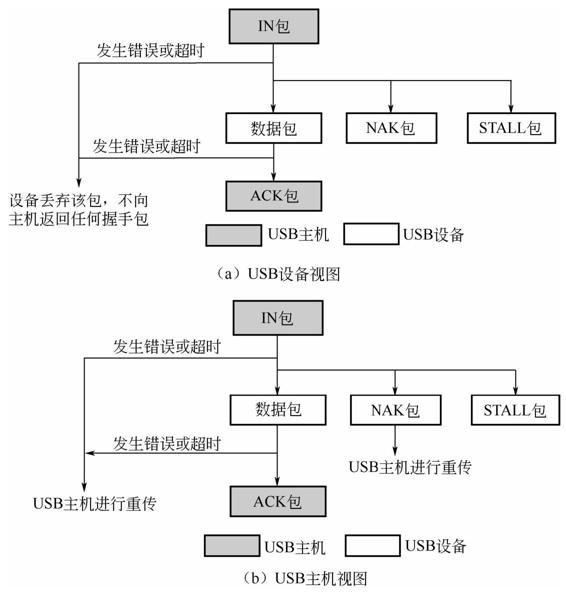 IN包
发生错误或超时
数据包
NAK包
STALL包
发生错误或超时
设备丢弃该包，不向
主机返回任何握手包
ACK包
USB主机
USB设备
（a）USB设备视图
IN包
发生错误或超时
数据包
NAK包
STALL包
发生错误或超时
USB主机进行重传
USB主机进行重传
ACK包
USB主机
USB设备
（b）USB主机视图